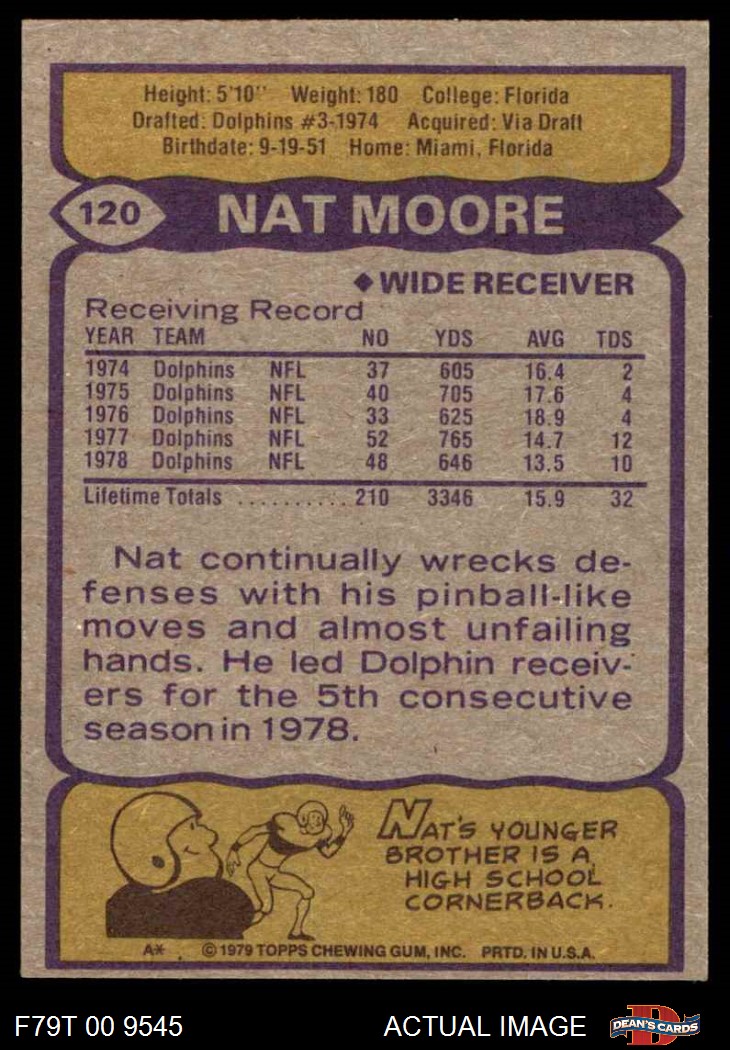 Height: 5'10" Weight: 180 College: Florida
Drafted: Dolphins #3-1974 Acquired: Via Draft
Birthdate: 9-19-51 Home: Miami, Florida
120 NAT MOORE
◆WIDE RECEIVER
Receiving Record
YEAR TEAM NO YDS AVG TDS
1974 Dolphins NFL 37 605 16.4 2
1975 Dolphins NFL 40 705 17.6 4
1976 Dolphins NFL 33 625 18.9 4
1977 Dolphins NFL 52 765 14.7 12
1978 Dolphins NFL 48 646 13.5 10
Lifetime Totals .......... 210 3346 15.9 32
Nat continually wrecks de-
fenses with his pinball-like
moves and almost unfailing
hands. He led Dolphin receiv-
ers for the 5th consecutive
season in 1978.
NAT'S YOUNGER
BROTHER IS A
HIGH SCHOOL
CORNERBACK.
A* © 1979 TOPPS CHEWING GUM, INC. PRTD. IN U.S.A.
F79T 00 9545 ACTUAL IMAGE D DEAN'S CARDS